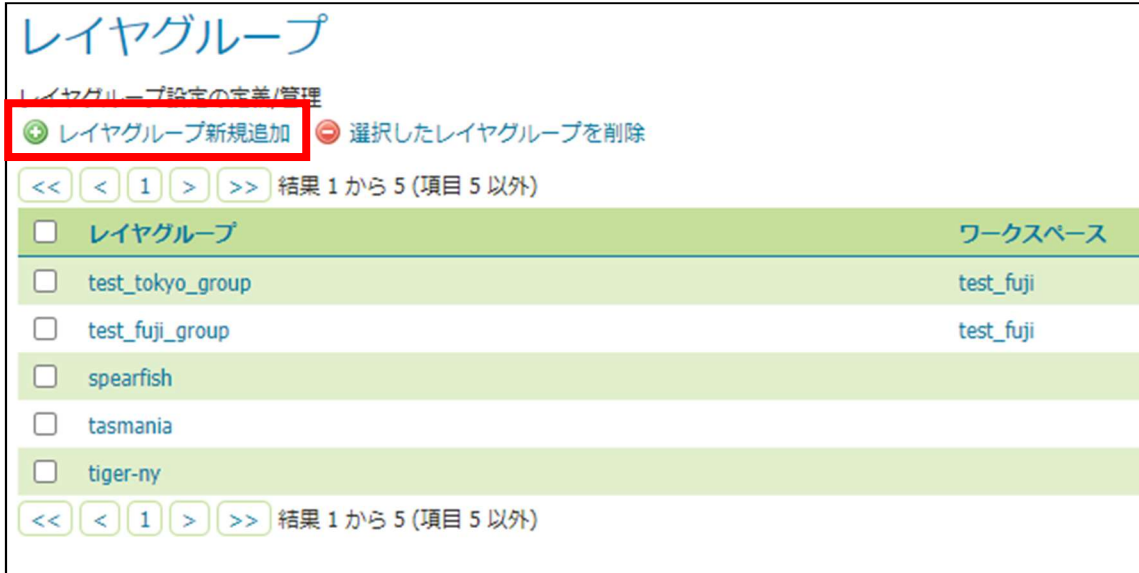 レイヤグループ
レイヤグループ設定の定義/管理
レイヤグループ新規追加 選択したレイヤグループを削除
<< < 1 > >> 結果 1 から 5 (項目 5 以外)
レイヤグループ ワークスペース
test_tokyo_group test_fuji
test_fuji_group test_fuji
spearfish
tasmania
tiger-ny
<< < 1 > >> 結果 1 から 5 (項目 5 以外)